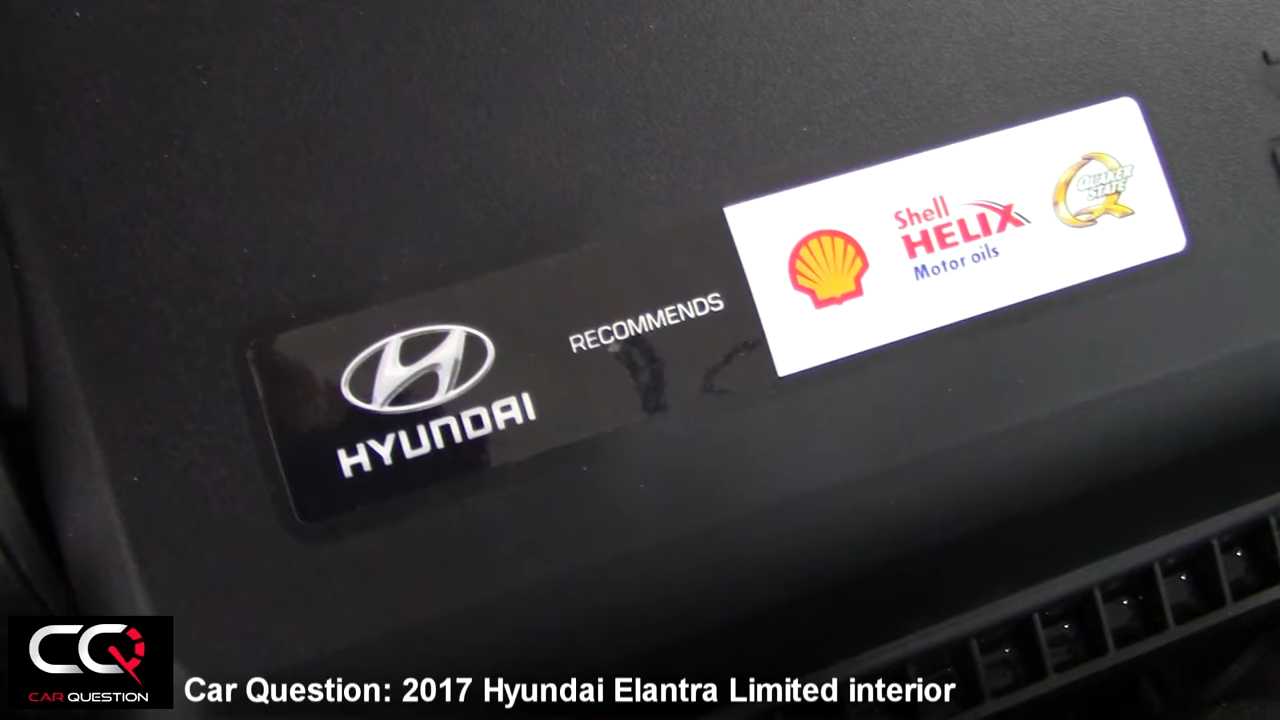 HYUNDAI
RECOMMENDS
Shell
HELIX
Motor oils
QUAKER
STATE
CQ
CAR QUESTION
Car Question: 2017 Hyundai Elantra Limited interior